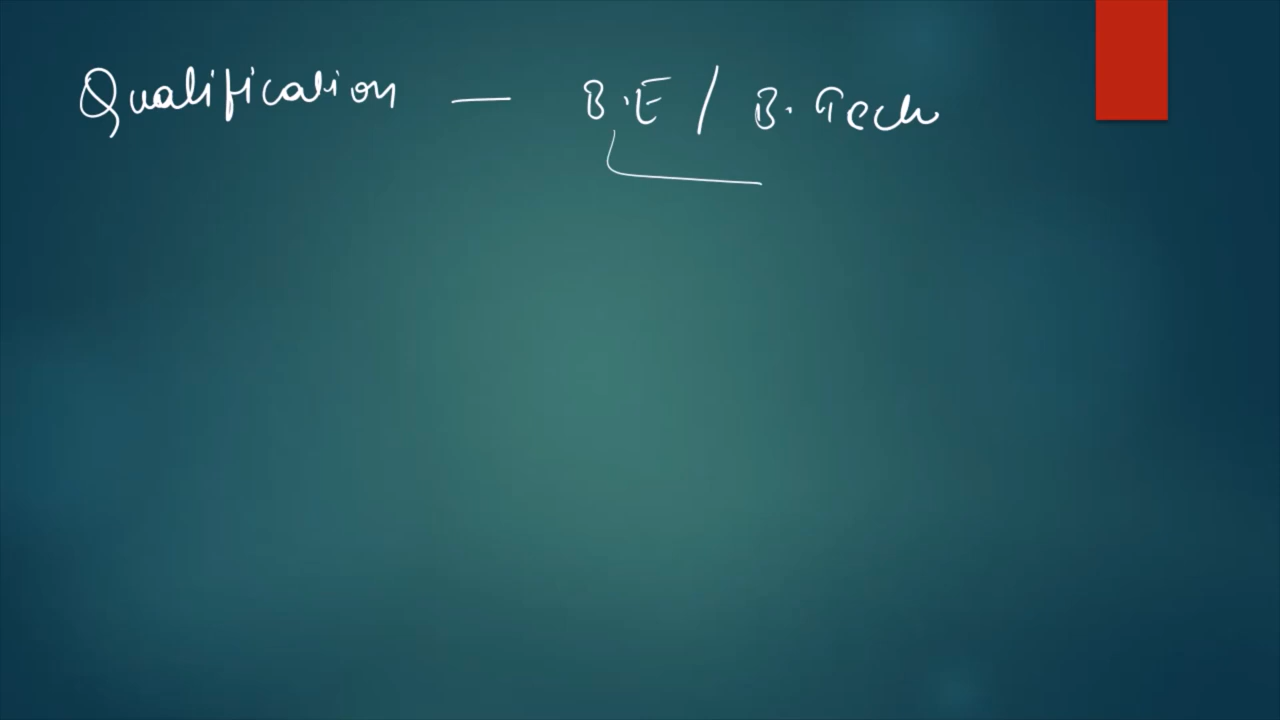 Qualification — B.E / B. Tech